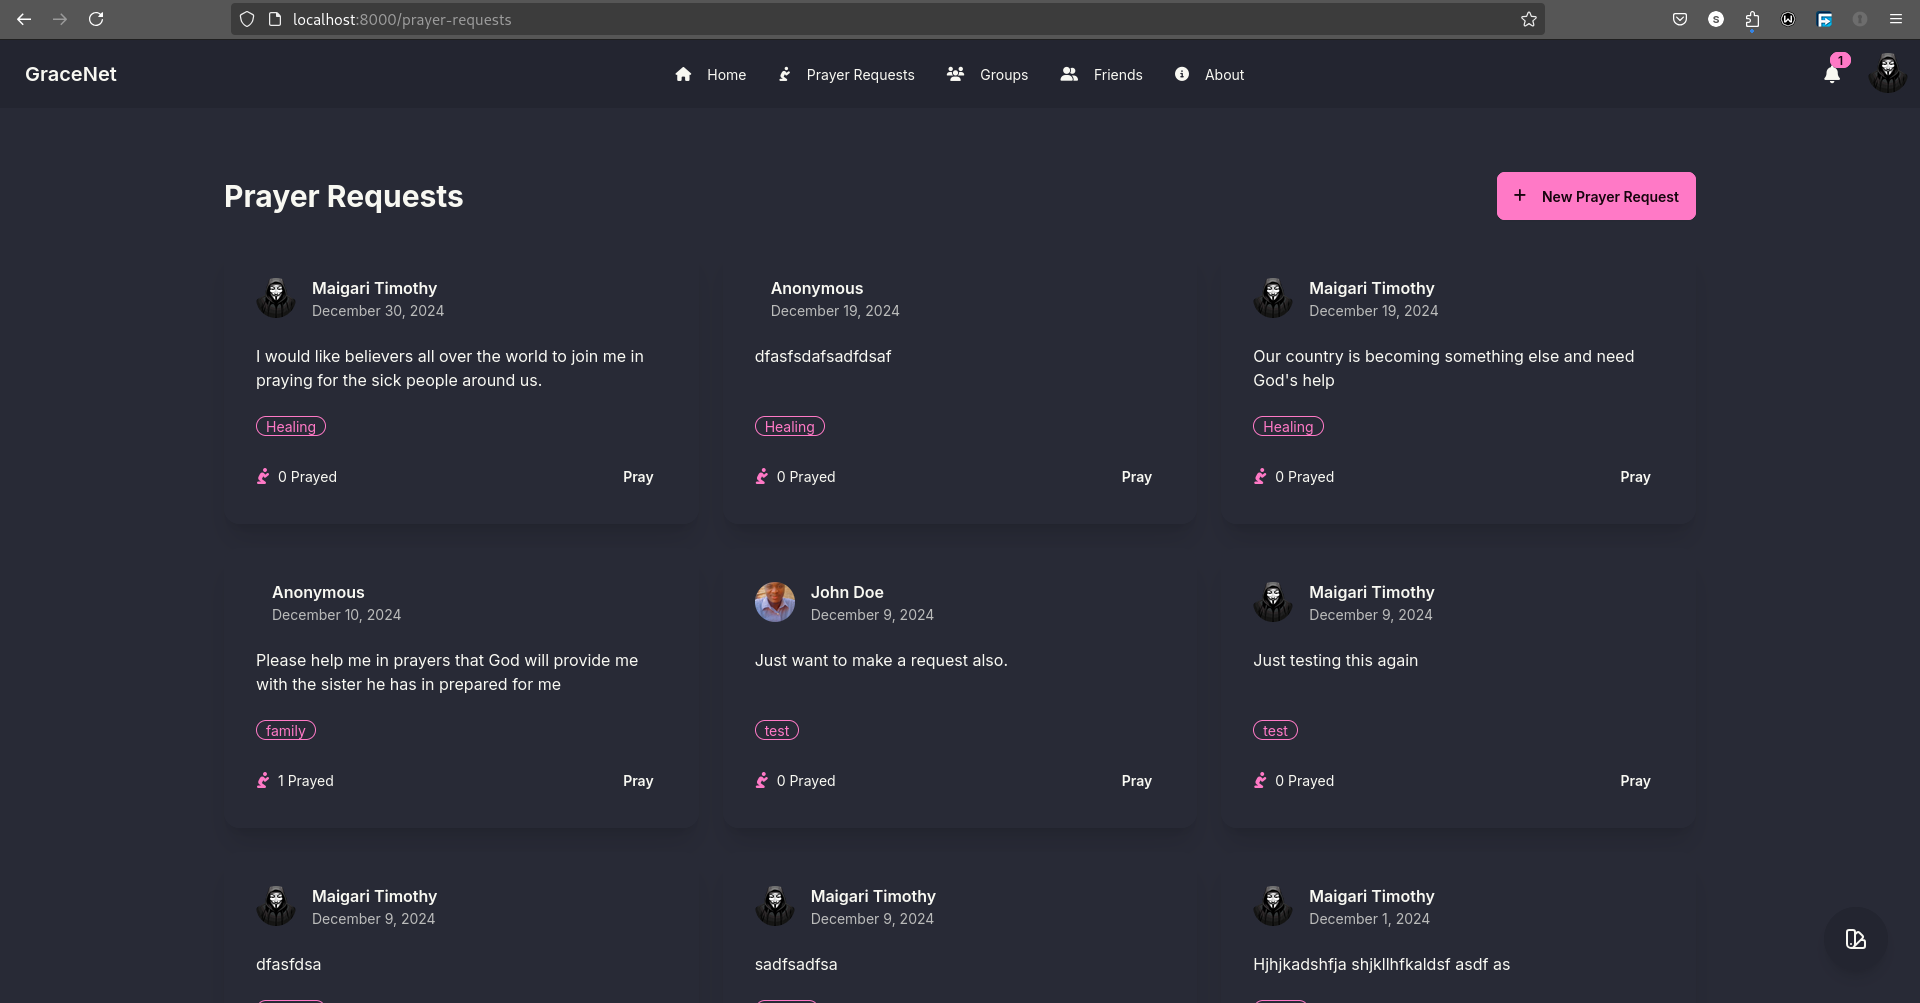 localhost:8000/prayer-requests
S
GraceNet
Home
Prayer Requests
Groups
Friends
About
1
Prayer Requests
+ New Prayer Request
Maigari Timothy
December 30, 2024
I would like believers all over the world to join me in
praying for the sick people around us.
Healing
0 Prayed
Pray
Anonymous
December 19, 2024
dfasfsdafsadfdsaf
Healing
0 Prayed
Pray
Maigari Timothy
December 19, 2024
Our country is becoming something else and need
God's help
Healing
0 Prayed
Pray
Anonymous
December 10, 2024
Please help me in prayers that God will provide me
with the sister he has in prepared for me
family
1 Prayed
Pray
John Doe
December 9, 2024
Just want to make a request also.
test
0 Prayed
Pray
Maigari Timothy
December 9, 2024
Just testing this again
test
0 Prayed
Pray
Maigari Timothy
December 9, 2024
dfasfdsa
Maigari Timothy
December 9, 2024
sadfsadfsa
Maigari Timothy
December 1, 2024
Hjhjkadshfja shjkllhfkaldsf asdf as